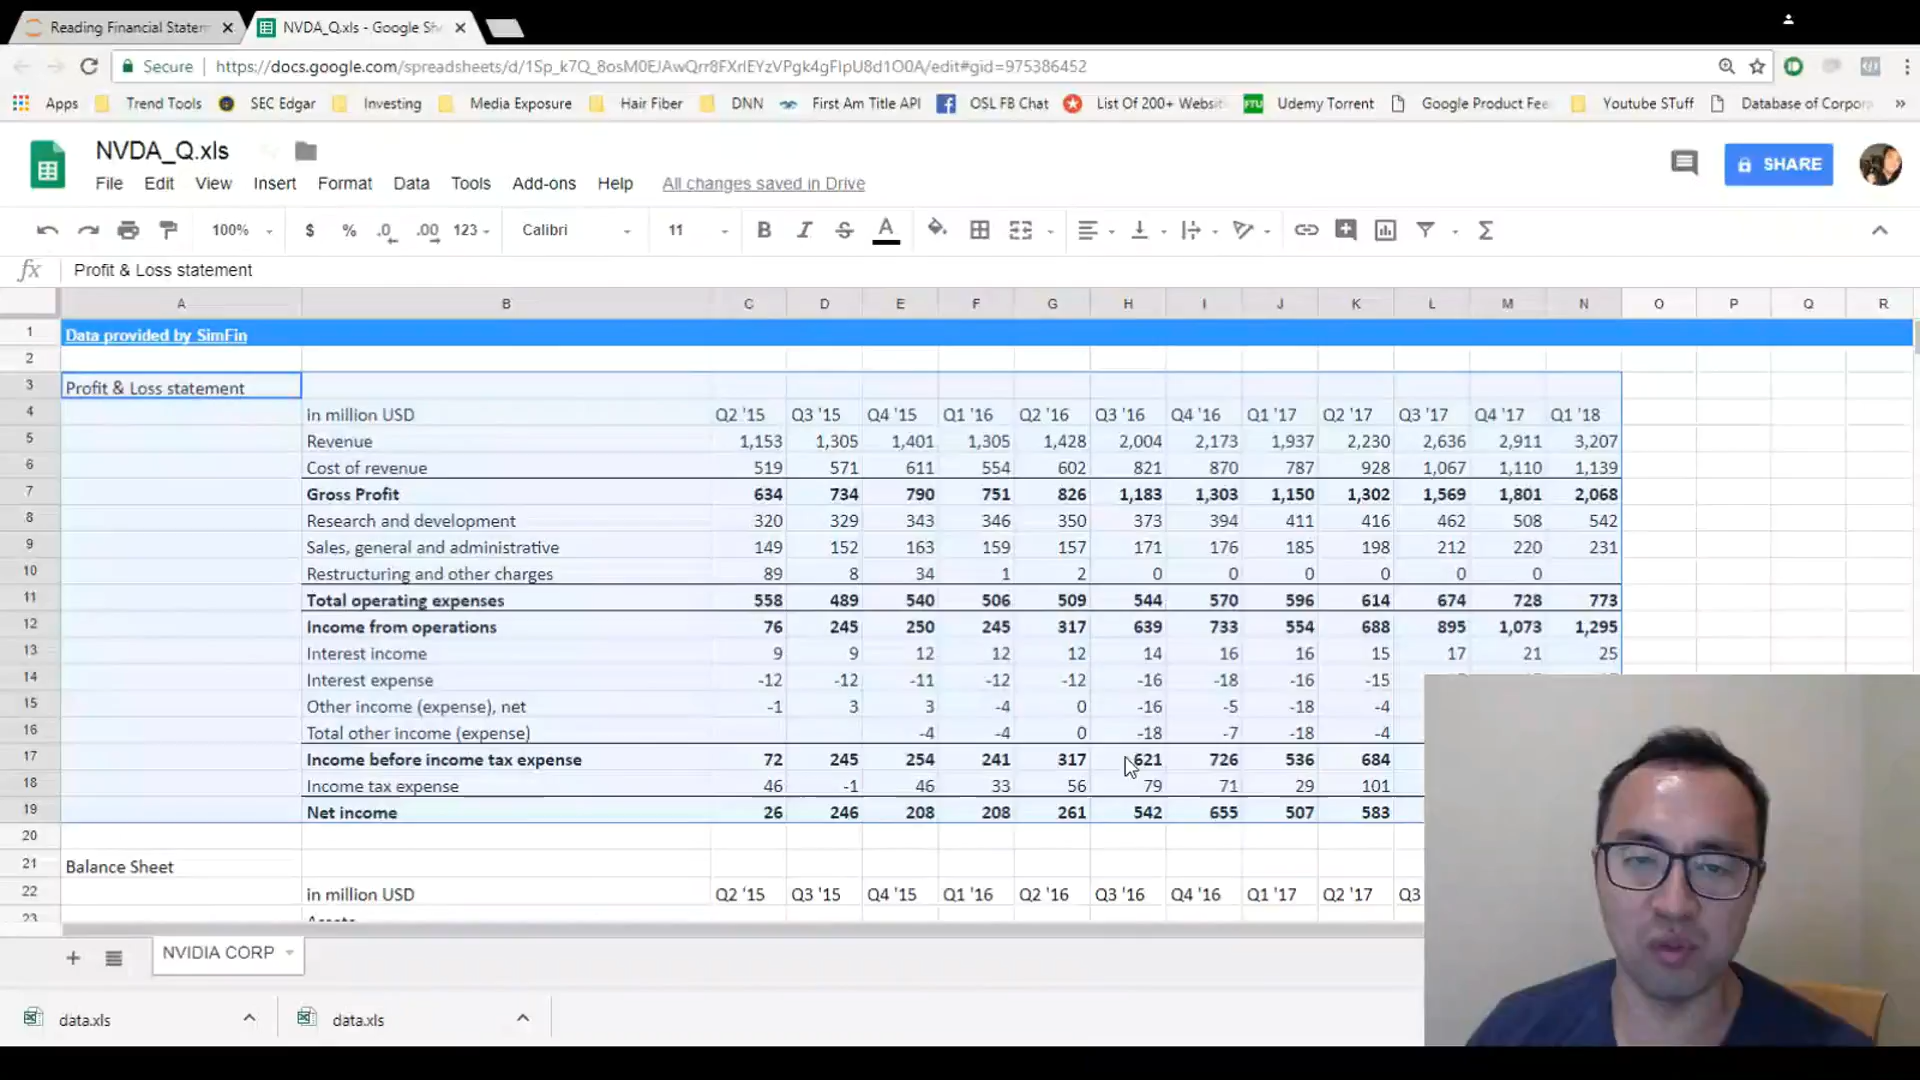 Reading Financial Statem
NVDA_Q.xls - Google She
Secure https://docs.google.com/spreadsheets/d/1Sp_k7Q_8osM0EJAwQrr8FXrIEYzVPgk4gFIpU8d1O0A/edit#gid=975386452
Apps Trend Tools SEC Edgar Investing Media Exposure Hair Fiber DNN First Am Title API OSL FB Chat List Of 200+ Websit Udemy Torrent Google Product Fee Youtube STuff Database of Corpora »
NVDA_Q.xls
SHARE
File Edit View Insert Format Data Tools Add-ons Help All changes saved in Drive
100% $ % .0 .00 123 Calibri 11 B I S A Σ
fx Profit & Loss statement
A B C D E F G H I J K L M N O P Q R
1 Data provided by SimFin
2
3 Profit & Loss statement
4 in million USD Q2 '15 Q3 '15 Q4 '15 Q1 '16 Q2 '16 Q3 '16 Q4 '16 Q1 '17 Q2 '17 Q3 '17 Q4 '17 Q1 '18
5 Revenue 1,153 1,305 1,401 1,305 1,428 2,004 2,173 1,937 2,230 2,636 2,911 3,207
6 Cost of revenue 519 571 611 554 602 821 870 787 928 1,067 1,110 1,139
7 Gross Profit 634 734 790 751 826 1,183 1,303 1,150 1,302 1,569 1,801 2,068
8 Research and development 320 329 343 346 350 373 394 411 416 462 508 542
9 Sales, general and administrative 149 152 163 159 157 171 176 185 198 212 220 231
10 Restructuring and other charges 89 8 34 1 2 0 0 0 0 0 0
11 Total operating expenses 558 489 540 506 509 544 570 596 614 674 728 773
12 Income from operations 76 245 250 245 317 639 733 554 688 895 1,073 1,295
13 Interest income 9 9 12 12 12 14 16 16 15 17 21 25
14 Interest expense -12 -12 -11 -12 -12 -16 -18 -16 -15
15 Other income (expense), net -1 3 3 -4 0 -16 -5 -18 -4
16 Total other income (expense) -4 -4 0 -18 -7 -18 -4
17 Income before income tax expense 72 245 254 241 317 621 726 536 684
18 Income tax expense 46 -1 46 33 56 79 71 29 101
19 Net income 26 246 208 208 261 542 655 507 583
20
21 Balance Sheet
22 in million USD Q2 '15 Q3 '15 Q4 '15 Q1 '16 Q2 '16 Q3 '16 Q4 '16 Q1 '17 Q2 '17 Q3
23 Assets
NVIDIA CORP
data.xls data.xls